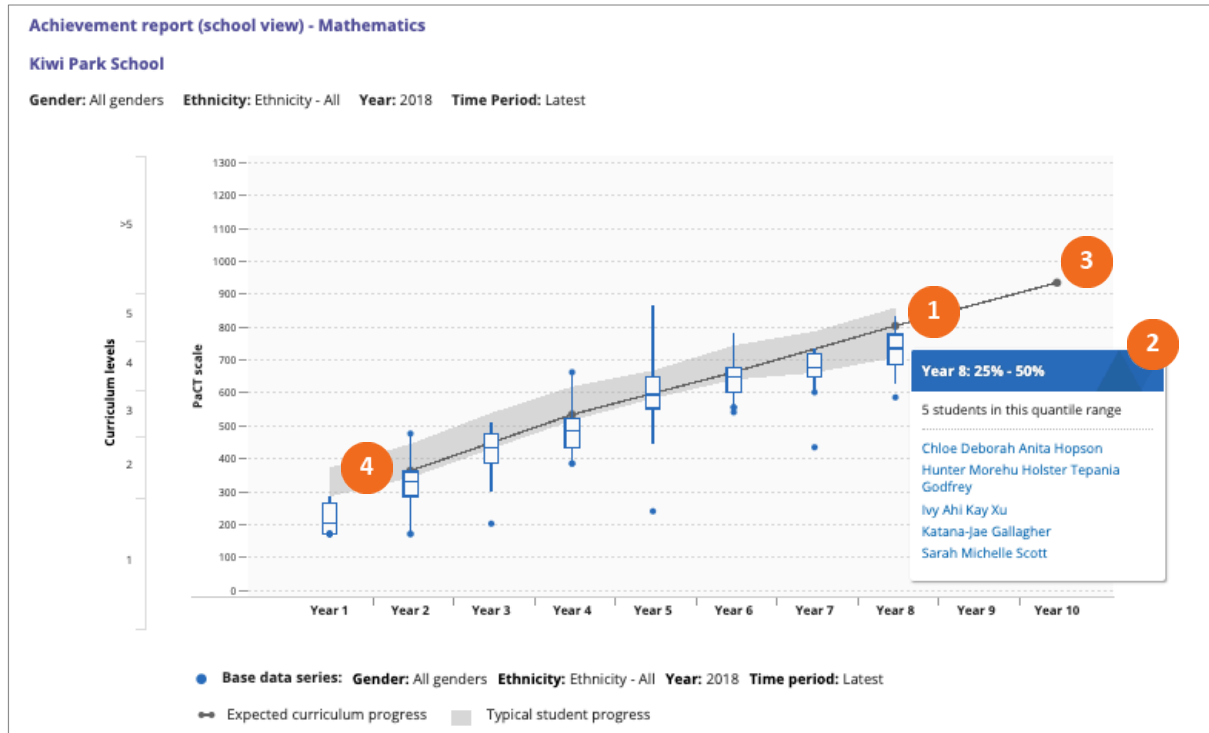 Achievement report (school view) - Mathematics
Kiwi Park School
Gender: All genders Ethnicity: Ethnicity - All Year: 2018 Time Period: Latest
Curriculum levels
>5
5
4
3
2
1
PaCT scale
1300
1200
1100
1000
900
800
700
600
500
400
300
200
100
0
3
1
2
4
Year 8: 25% - 50%
5 students in this quantile range
Chloe Deborah Anita Hopson
Hunter Morehu Holster Tepania
Godfrey
Ivy Ahi Kay Xu
Katana-Jae Gallagher
Sarah Michelle Scott
Year 1 Year 2 Year 3 Year 4 Year 5 Year 6 Year 7 Year 8 Year 9 Year 10
Base data series: Gender: All genders Ethnicity: Ethnicity - All Year: 2018 Time period: Latest
Expected curriculum progress Typical student progress